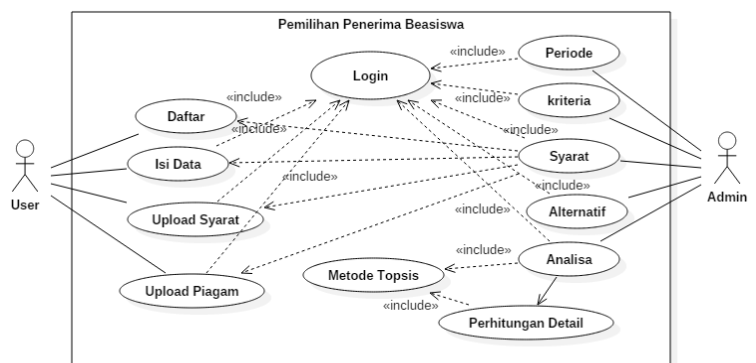 Pemilihan Penerima Beasiswa
Periode
«include»
Login
kriteria
«include»
«include»
Daftar
«include»
Syarat
Isi Data
«include»
«include»
Admin
User
Alternatif
Upload Syarat
«include»
«include»
Analisa
Metode Topsis
Upload Piagam
«include»
Perhitungan Detail